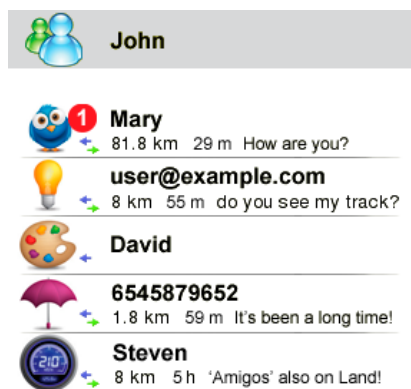 John
1
Mary
81.8 km 29 m How are you?
user@example.com
8 km 55 m do you see my track?
David
6545879652
1.8 km 59 m It's been a long time!
210
Steven
8 km 5 h ‘Amigos’ also on Land!